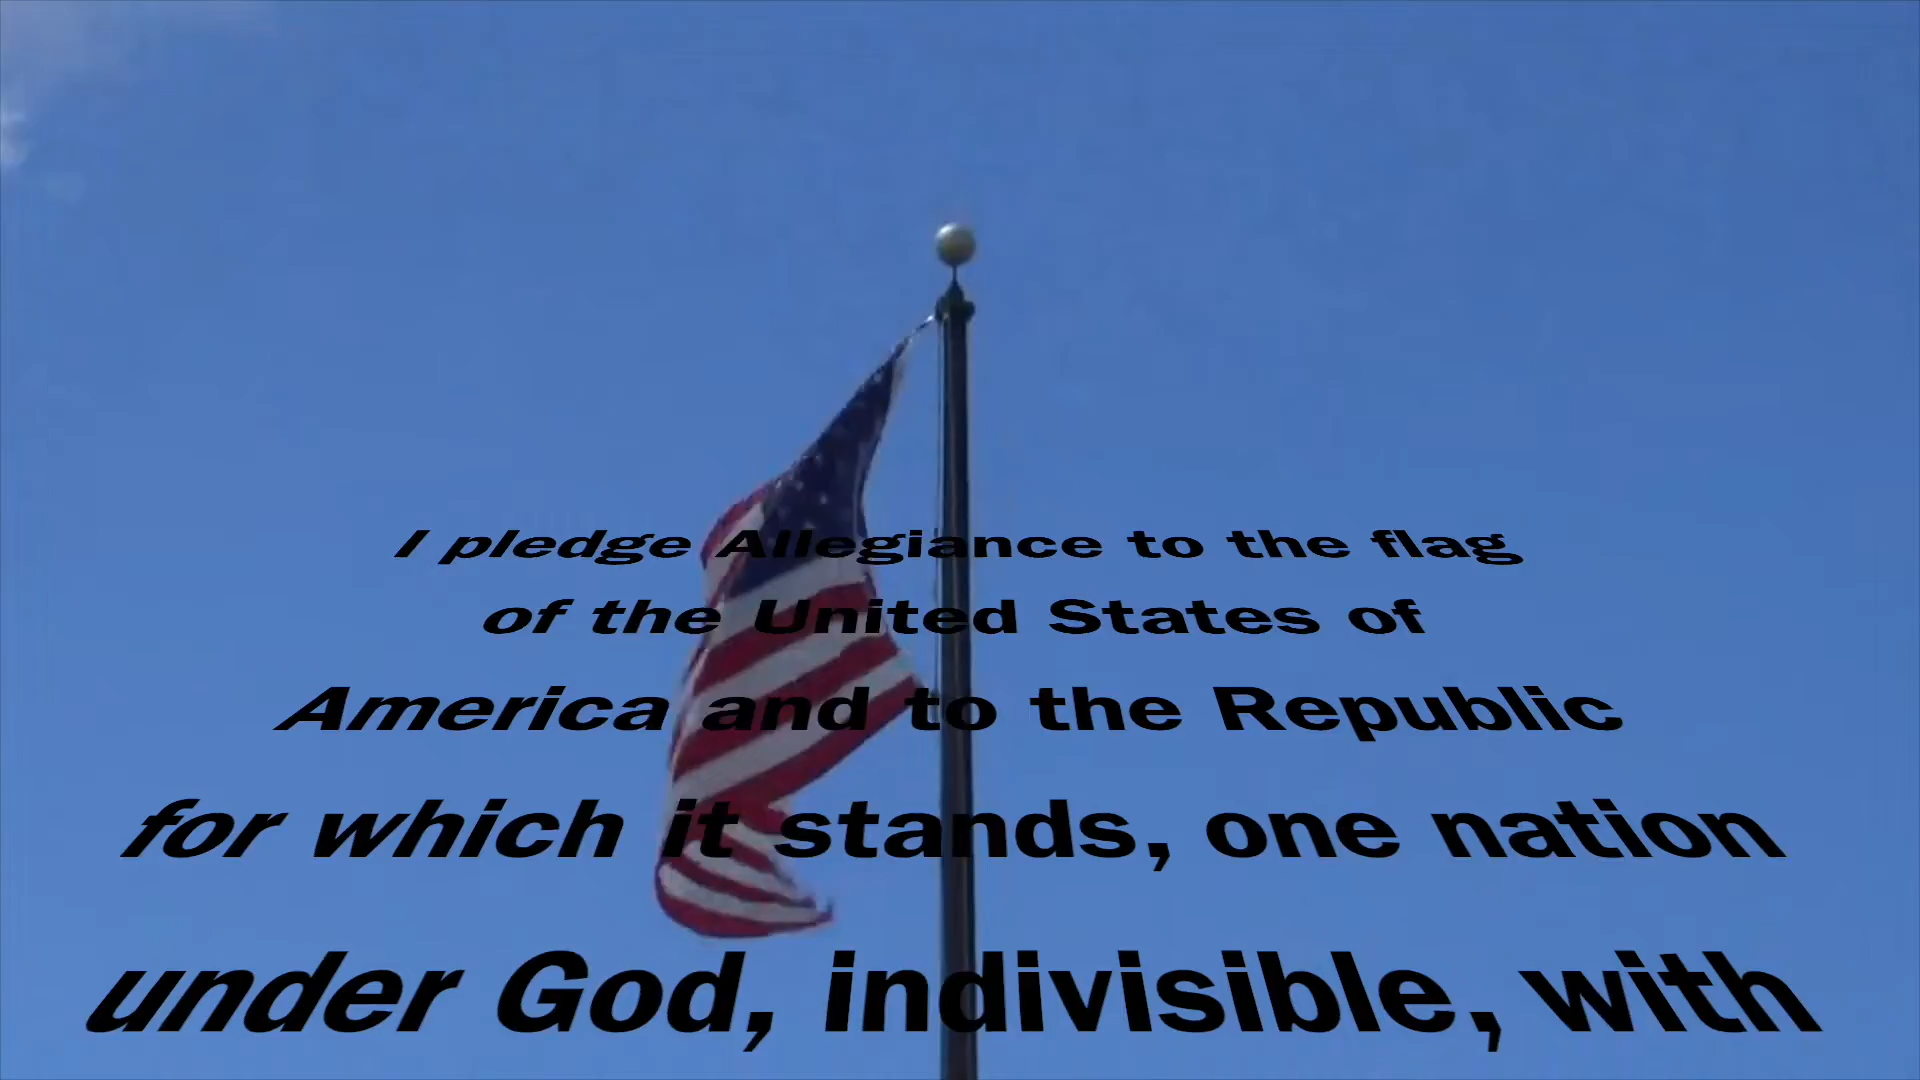 I pledge Allegiance to the flag
of the United States of
America and to the Republic
for which it stands, one nation
under God, indivisible, with